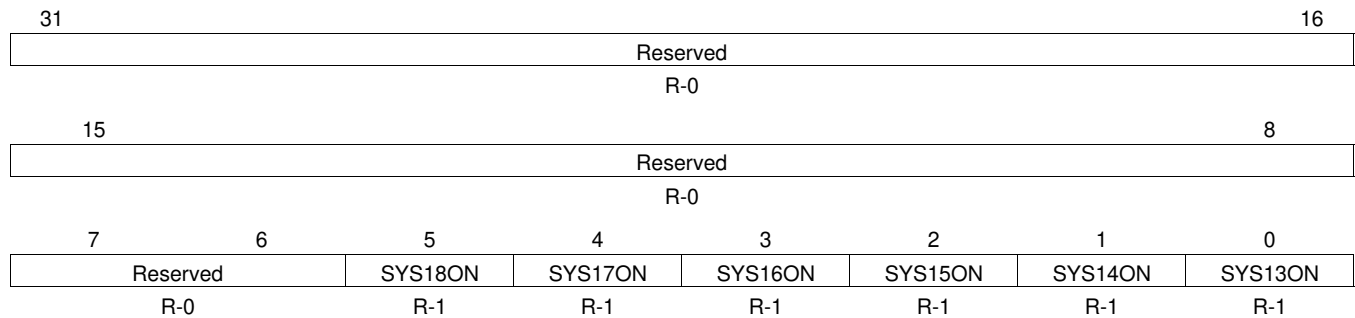 31 16
Reserved
R-0
15 8
Reserved
R-0
7 6 5 4 3 2 1 0
Reserved SYS18ON SYS17ON SYS16ON SYS15ON SYS14ON SYS13ON
R-0 R-1 R-1 R-1 R-1 R-1 R-1